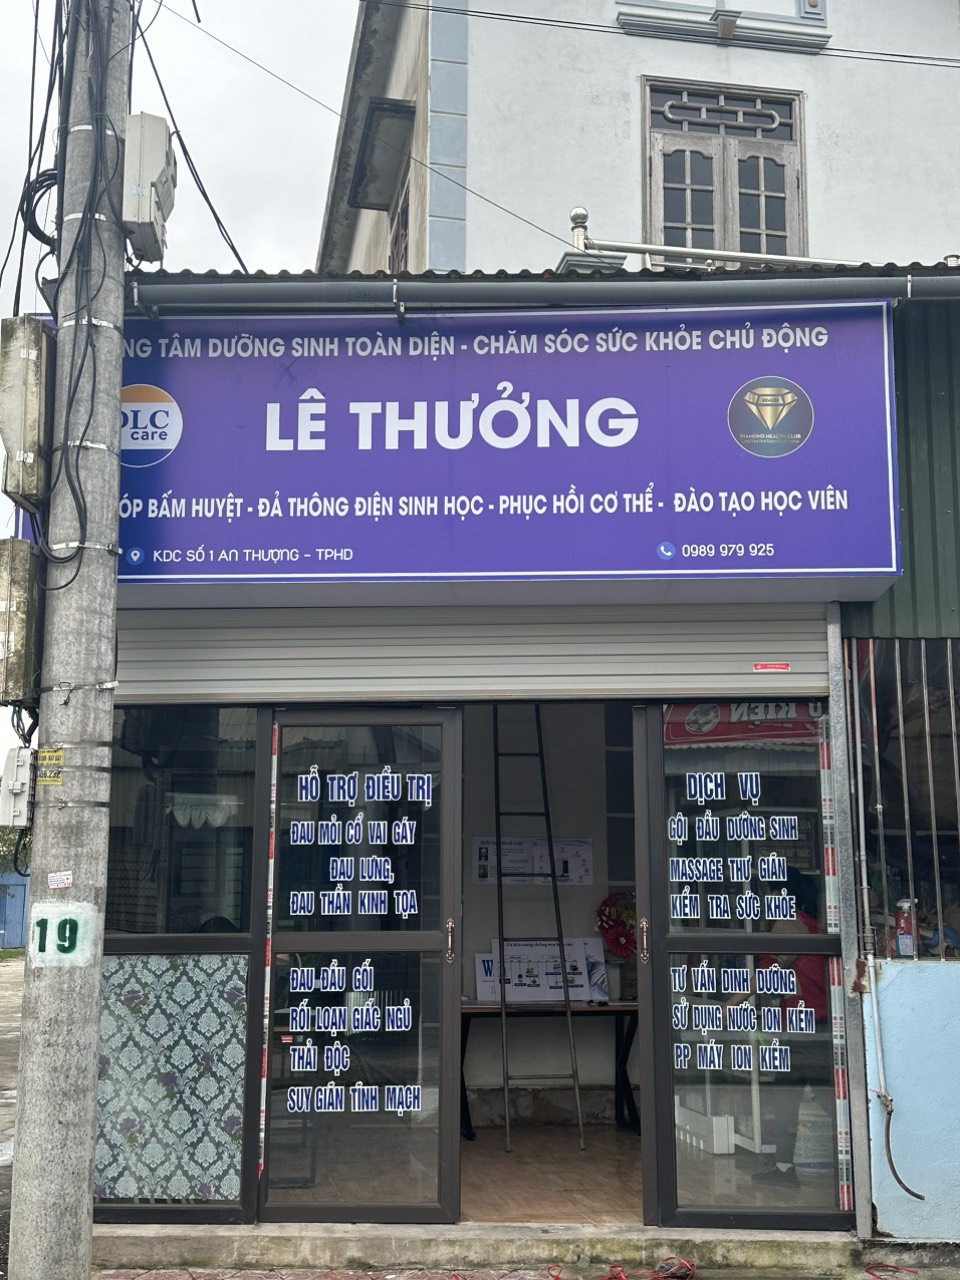 NG TÂM DƯỠNG SINH TOÀN DIỆN - CHĂM SÓC SỨC KHỎE CHỦ ĐỘNG
DLC
care
LÊ THƯỞNG
HEALTH
DIAMOND HEALTH CLUB
ÓP BẤM HUYỆT - ĐẢ THÔNG ĐIỆN SINH HỌC - PHỤC HỒI CƠ THỂ - ĐÀO TẠO HỌC VIÊN
KDC SỐ 1 AN THƯỢNG - TPHD
0989 979 925
HỖ TRỢ ĐIỀU TRỊ
ĐAU MỎI CỔ VAI GÁY
ĐAU LƯNG,
ĐAU THẦN KINH TỌA
ĐAU ĐẦU GỐI
RỐI LOẠN GIẤC NGỦ
THẢI ĐỘC
SUY GIÃN TĨNH MẠCH
DỊCH VỤ
GỘI ĐẦU DƯỠNG SINH
MASSAGE THƯ GIÃN
KIỂM TRA SỨC KHỎE
TƯ VẤN DINH DƯỠNG
SỬ DỤNG NƯỚC ION KIỀM
PP MÁY ION KIỀM
19